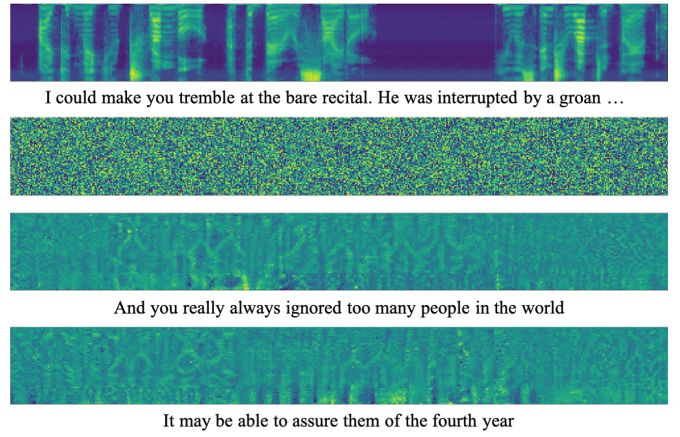 I could make you tremble at the bare recital. He was interrupted by a groan …
And you really always ignored too many people in the world
It may be able to assure them of the fourth year